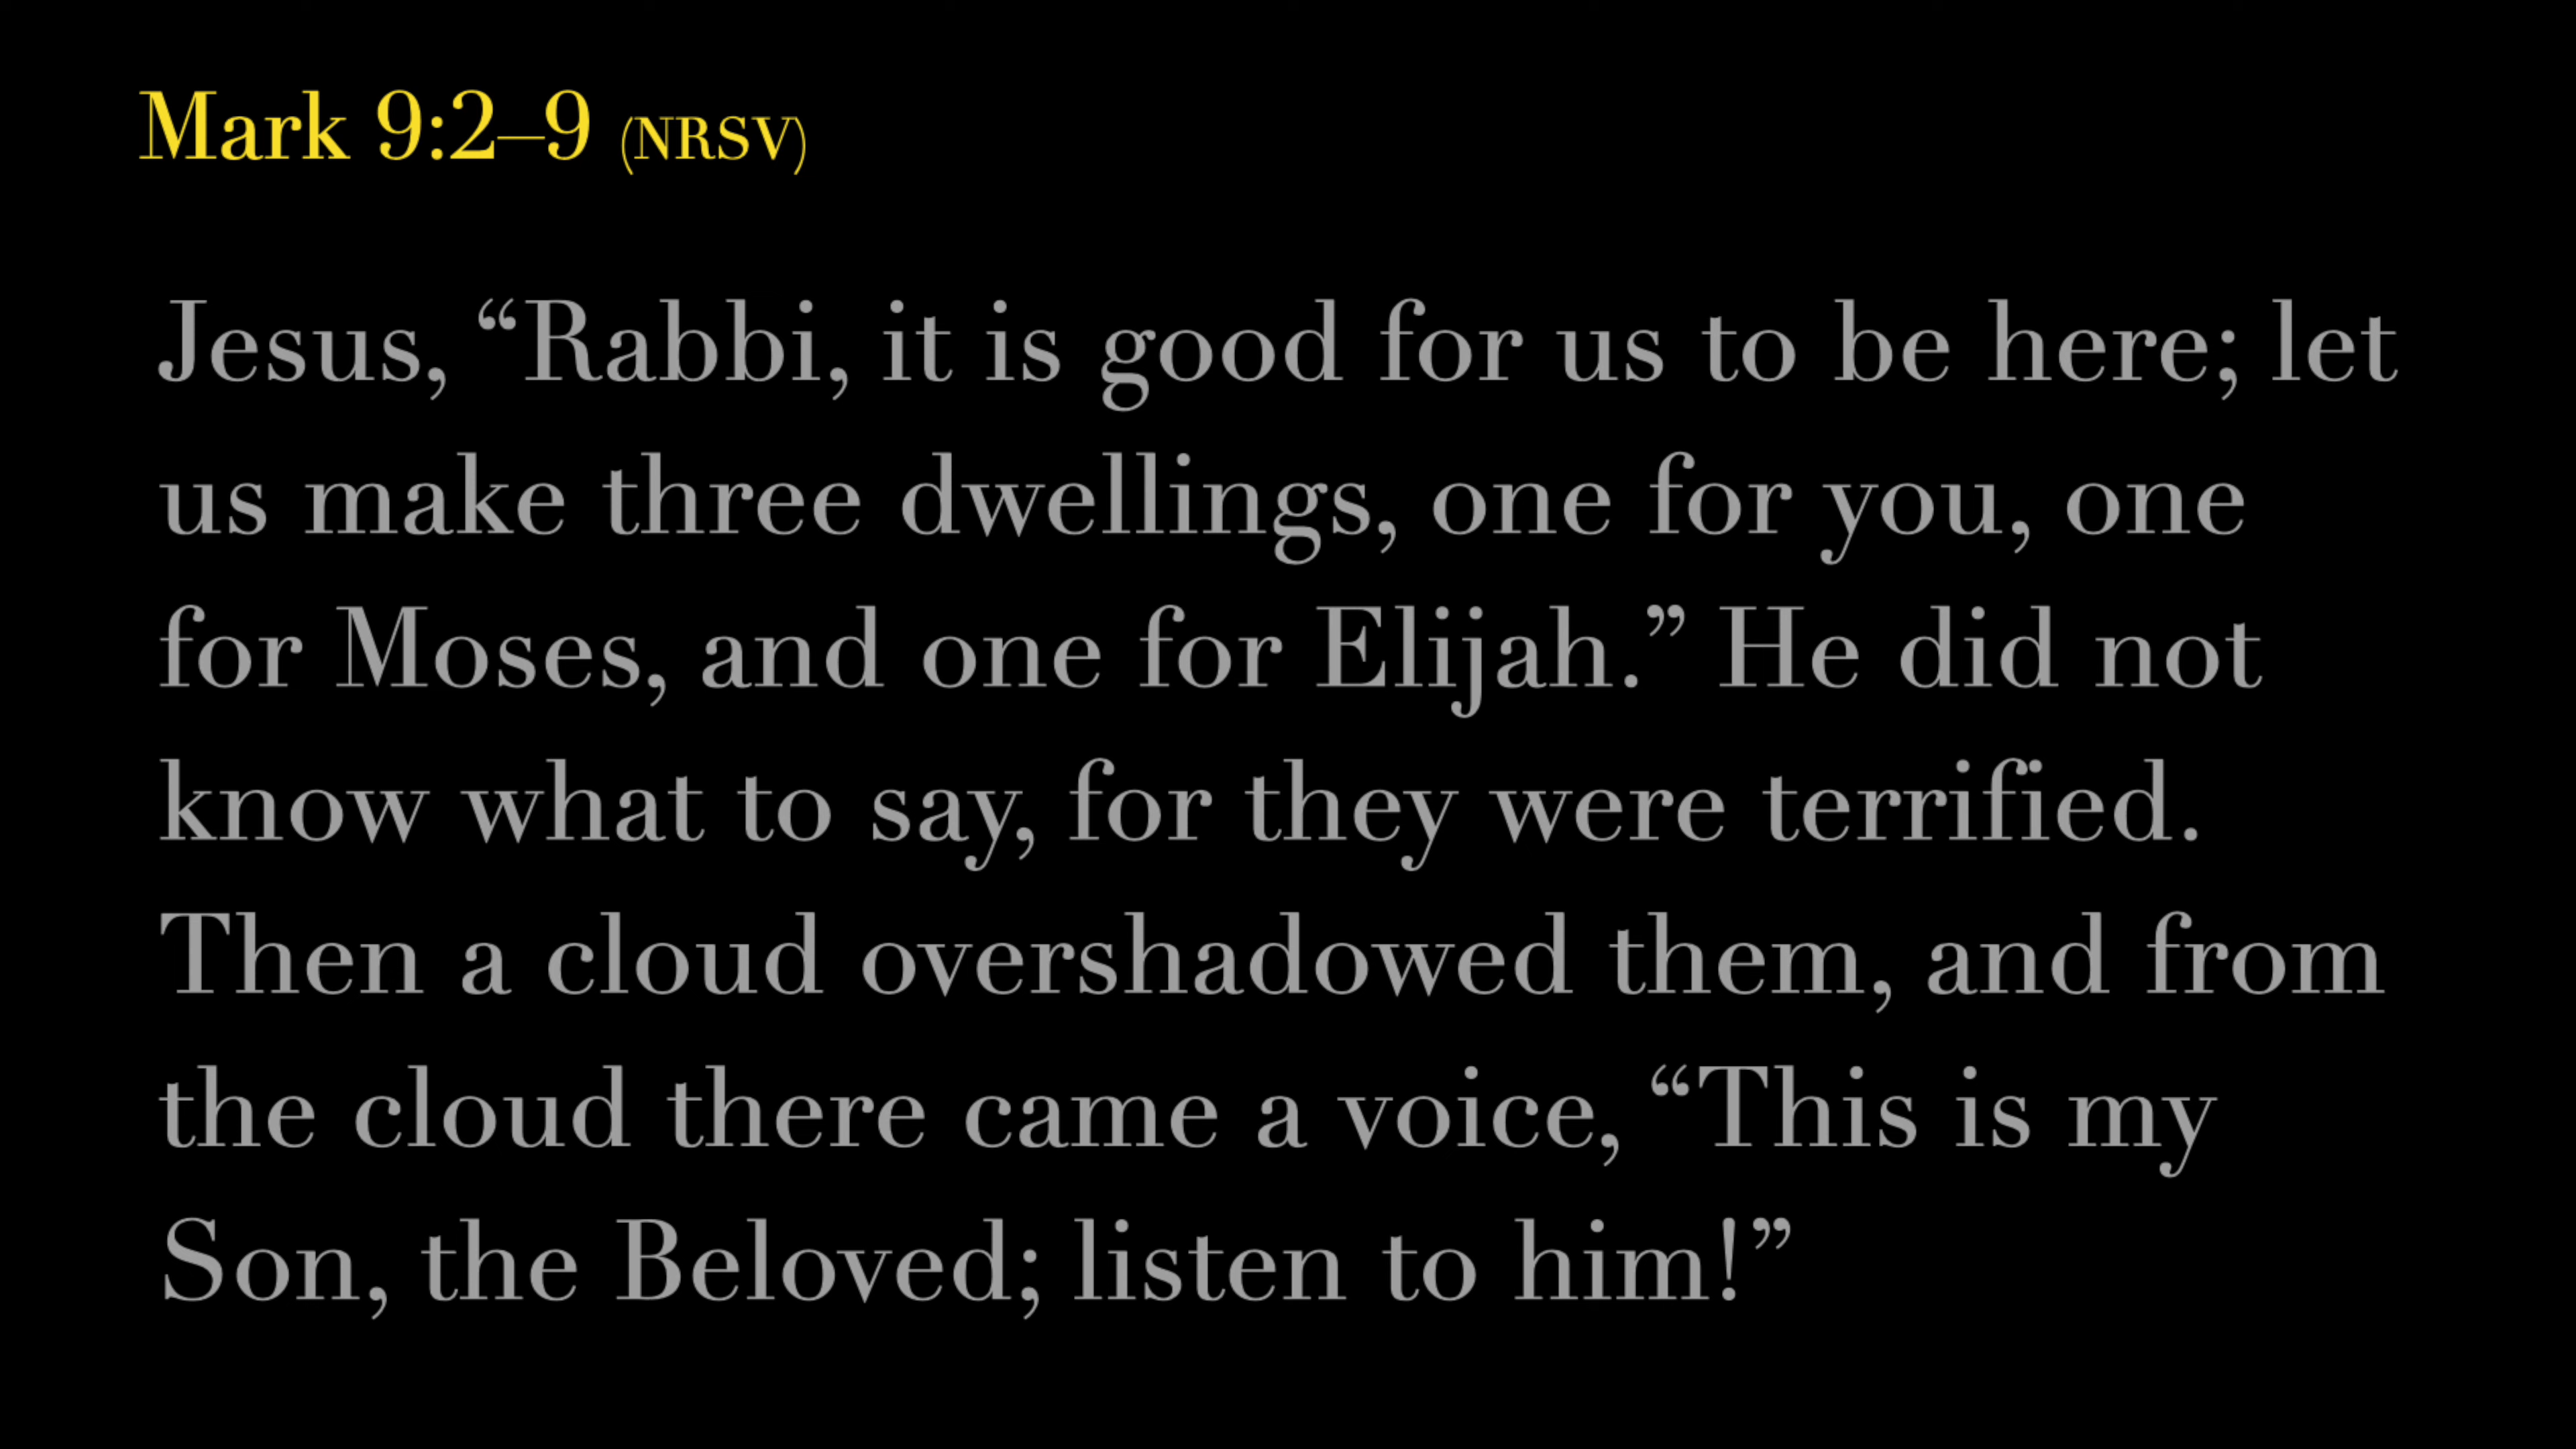 Mark 9:2–9 (NRSV)
Jesus, “Rabbi, it is good for us to be here; let
us make three dwellings, one for you, one
for Moses, and one for Elijah.” He did not
know what to say, for they were terrified.
Then a cloud overshadowed them, and from
the cloud there came a voice, “This is my
Son, the Beloved; listen to him!”